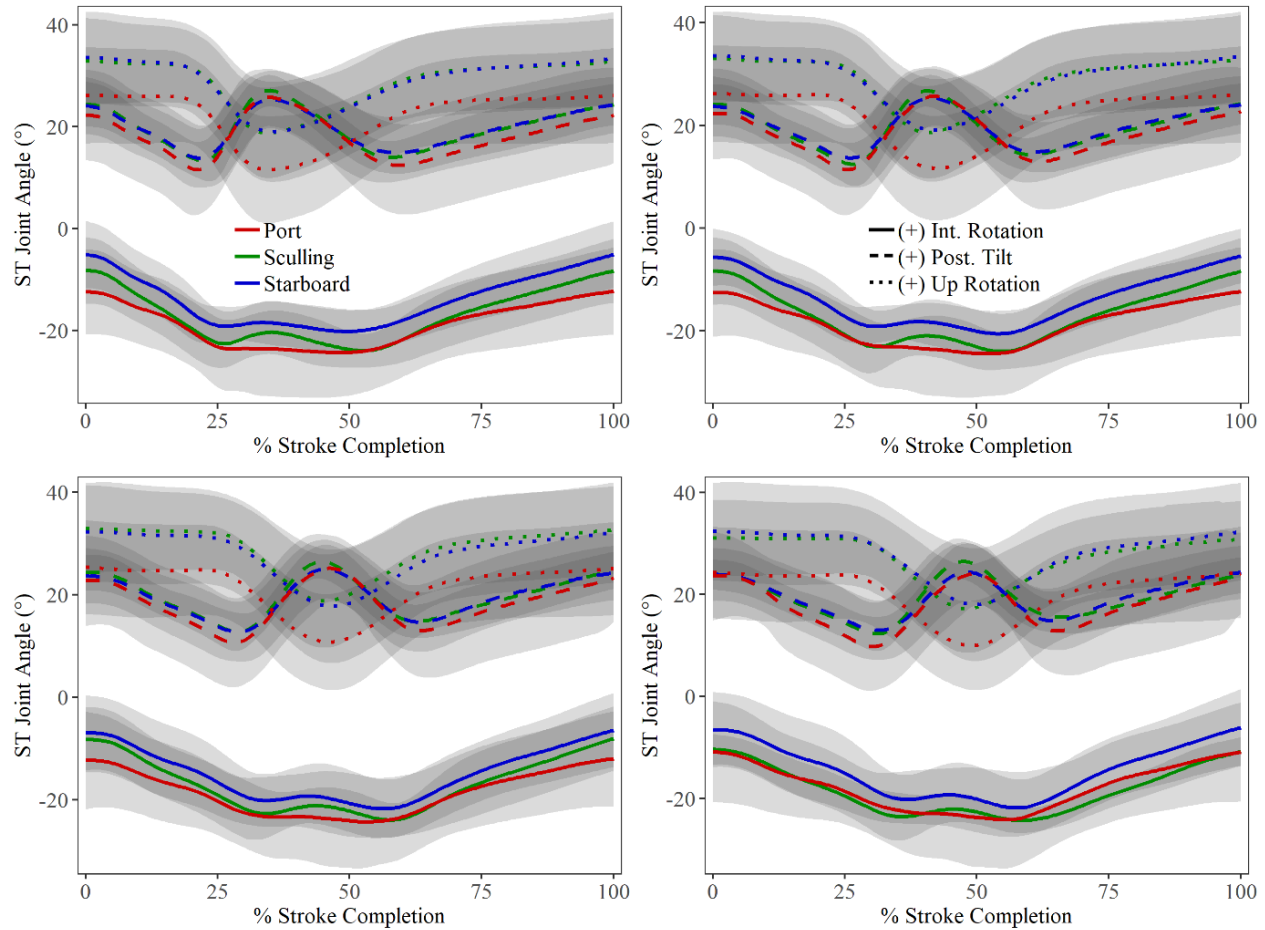 40
20
0
-20
ST Joint Angle (°)
Port
Sculling
Starboard
0 25 50 75 100
% Stroke Completion
40
20
0
-20
ST Joint Angle (°)
(+) Int. Rotation
(+) Post. Tilt
(+) Up Rotation
0 25 50 75 100
% Stroke Completion
40
20
0
-20
ST Joint Angle (°)
0 25 50 75 100
% Stroke Completion
40
20
0
-20
ST Joint Angle (°)
0 25 50 75 100
% Stroke Completion